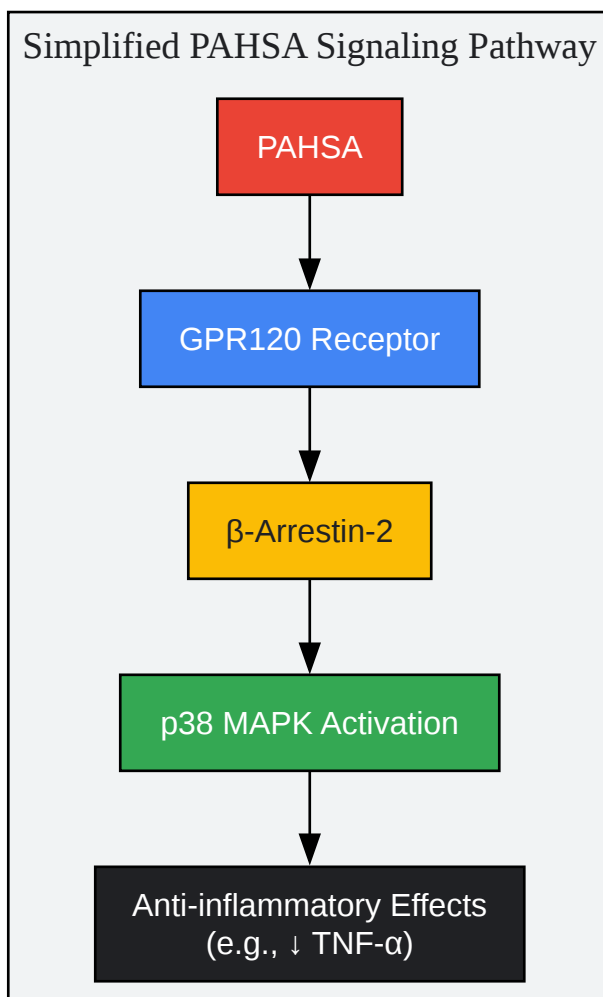 Simplified PAHSA Signaling Pathway
PAHSA
GPR120 Receptor
β-Arrestin-2
p38 MAPK Activation
Anti-inflammatory Effects
(e.g., ↓ TNF-α)